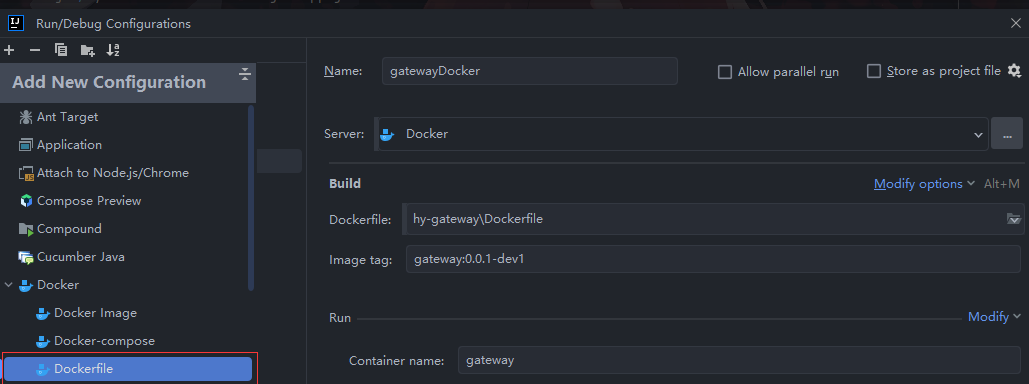 IJ
Run/Debug Configurations
Add New Configuration
Ant Target
Application
Attach to Node.js/Chrome
Compose Preview
Compound
Cucumber Java
Docker
Docker Image
Docker-compose
Dockerfile
Name: gatewayDocker
Allow parallel run
Store as project file
Server: Docker ...
Build Modify options Alt+M
Dockerfile: hy-gateway\Dockerfile
Image tag: gateway:0.0.1-dev1
Run Modify
Container name: gateway